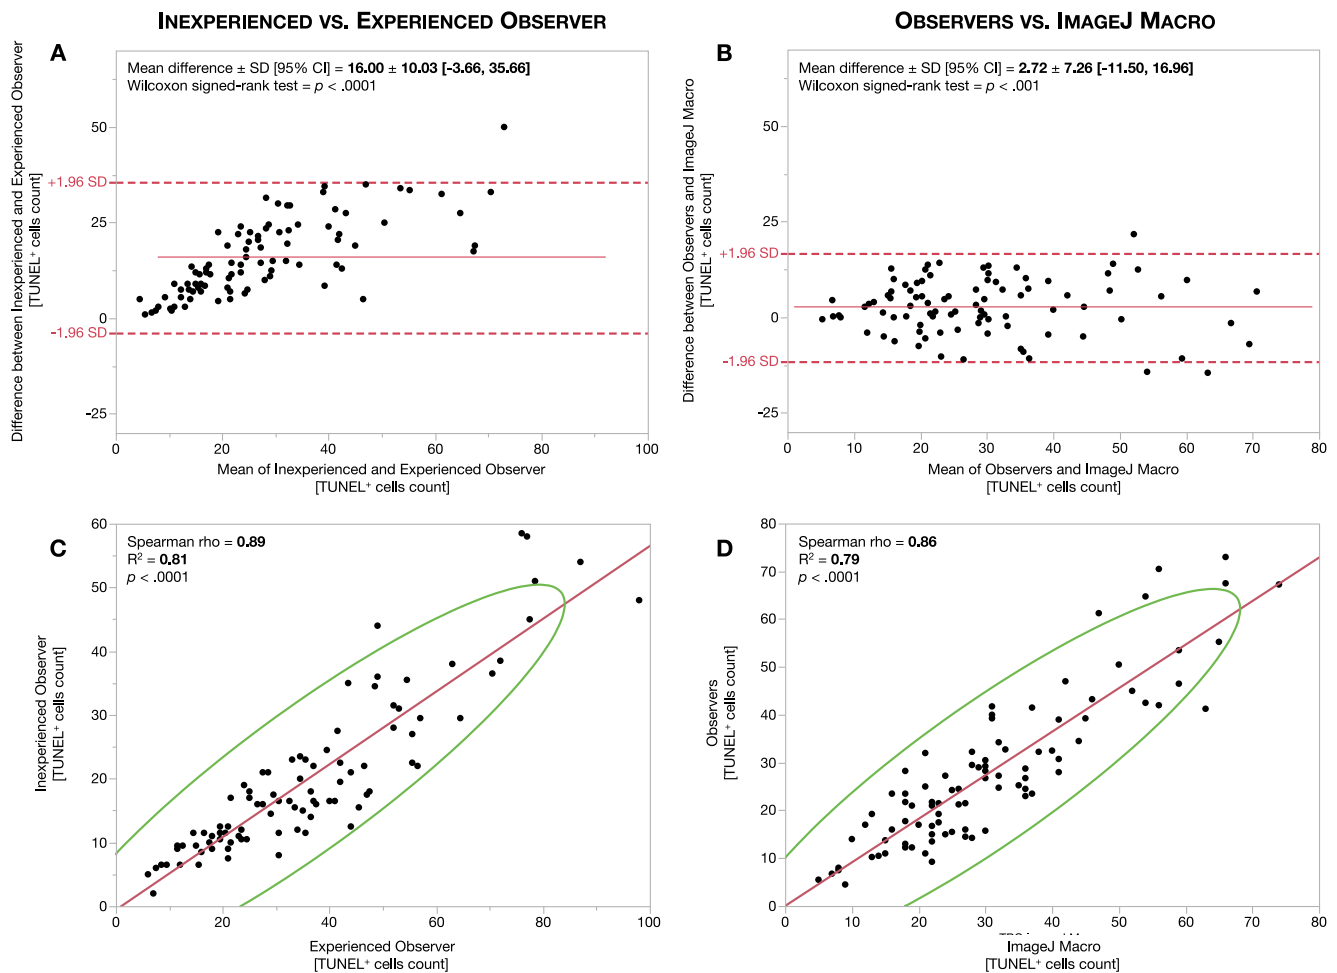 INEXPERIENCED VS. EXPERIENCED OBSERVER
OBSERVERS VS. IMAGEJ MACRO
A
Mean difference ± SD [95% CI] = 16.00 ± 10.03 [-3.66, 35.66]
Wilcoxon signed-rank test = p < .0001
Difference between Inexperienced and Experienced Observer
[TUNEL+ cells count]
50
25
0
-25
+1.96 SD
-1.96 SD
0 20 40 60 80 100
Mean of Inexperienced and Experienced Observer
[TUNEL+ cells count]
B
Mean difference ± SD [95% CI] = 2.72 ± 7.26 [-11.50, 16.96]
Wilcoxon signed-rank test = p < .001
Difference between Observers and ImageJ Macro
[TUNEL+ cells count]
50
25
0
-25
+1.96 SD
-1.96 SD
0 10 20 30 40 50 60 70 80
Mean of Observers and ImageJ Macro
[TUNEL+ cells count]
C
Spearman rho = 0.89
R² = 0.81
p < .0001
Inexperienced Observer
[TUNEL+ cells count]
60
50
40
30
20
10
0
0 20 40 60 80 100
Experienced Observer
[TUNEL+ cells count]
D
Spearman rho = 0.86
R² = 0.79
p < .0001
Observers
[TUNEL+ cells count]
80
70
60
50
40
30
20
10
0
0 10 20 30 40 50 60 70 80
ImageJ Macro
[TUNEL+ cells count]